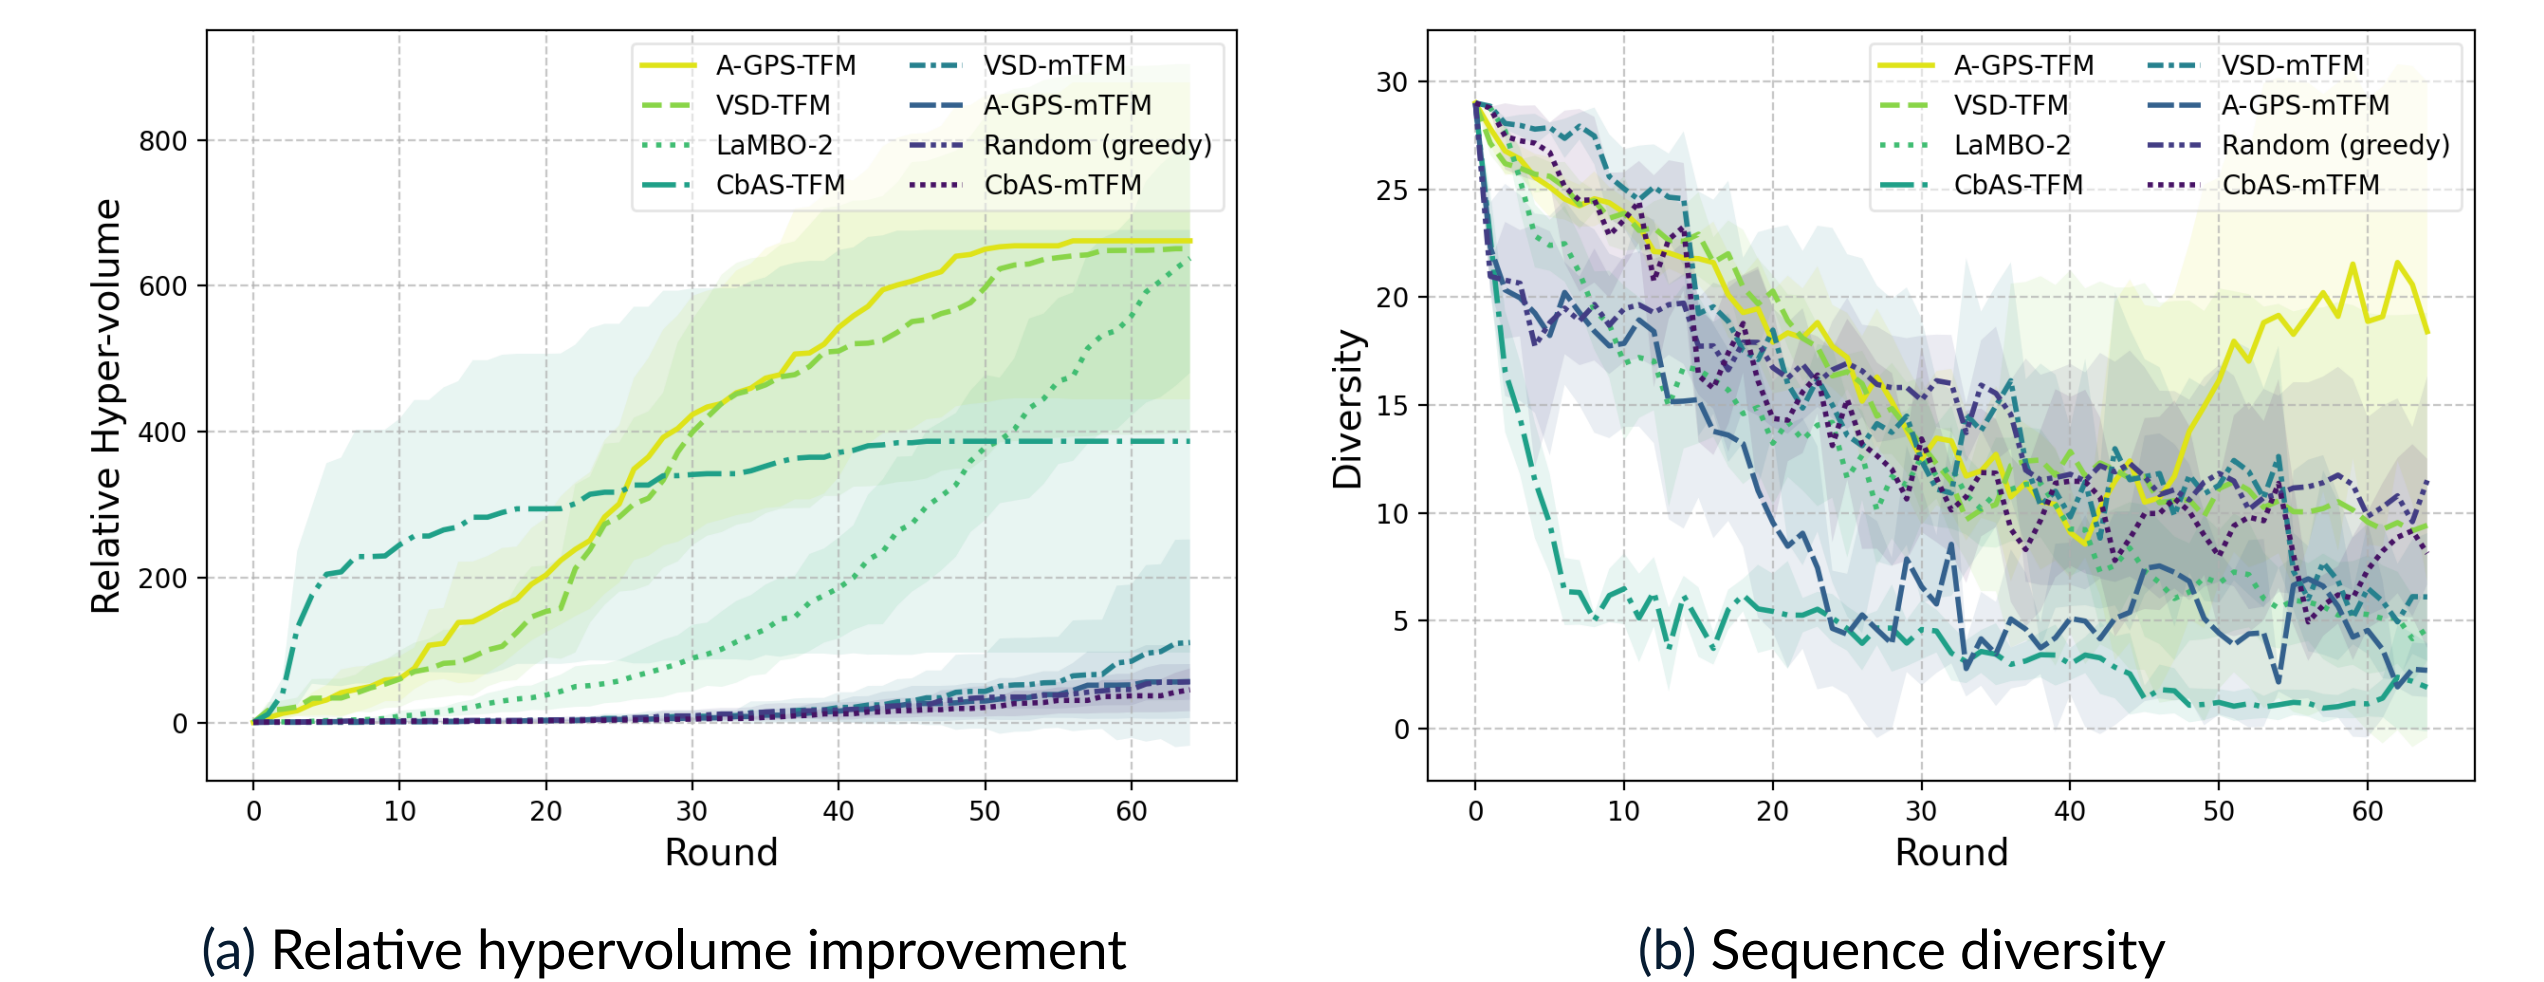 A-GPS-TFM
VSD-TFM
LaMBO-2
CbAS-TFM
VSD-mTFM
A-GPS-mTFM
Random (greedy)
CbAS-mTFM
800
600
400
200
0
Relative Hyper-volume
0 10 20 30 40 50 60
Round
(a) Relative hypervolume improvement
A-GPS-TFM
VSD-TFM
LaMBO-2
CbAS-TFM
VSD-mTFM
A-GPS-mTFM
Random (greedy)
CbAS-mTFM
30
25
20
15
10
5
0
Diversity
0 10 20 30 40 50 60
Round
(b) Sequence diversity